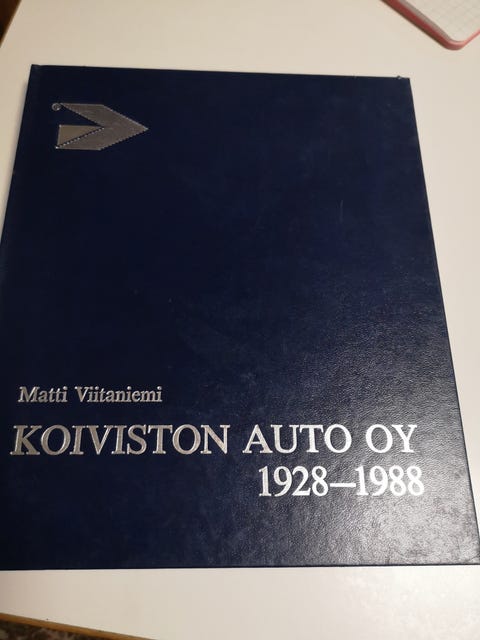 Matti Viitaniemi
KOIVISTON AUTO OY
1928–1988